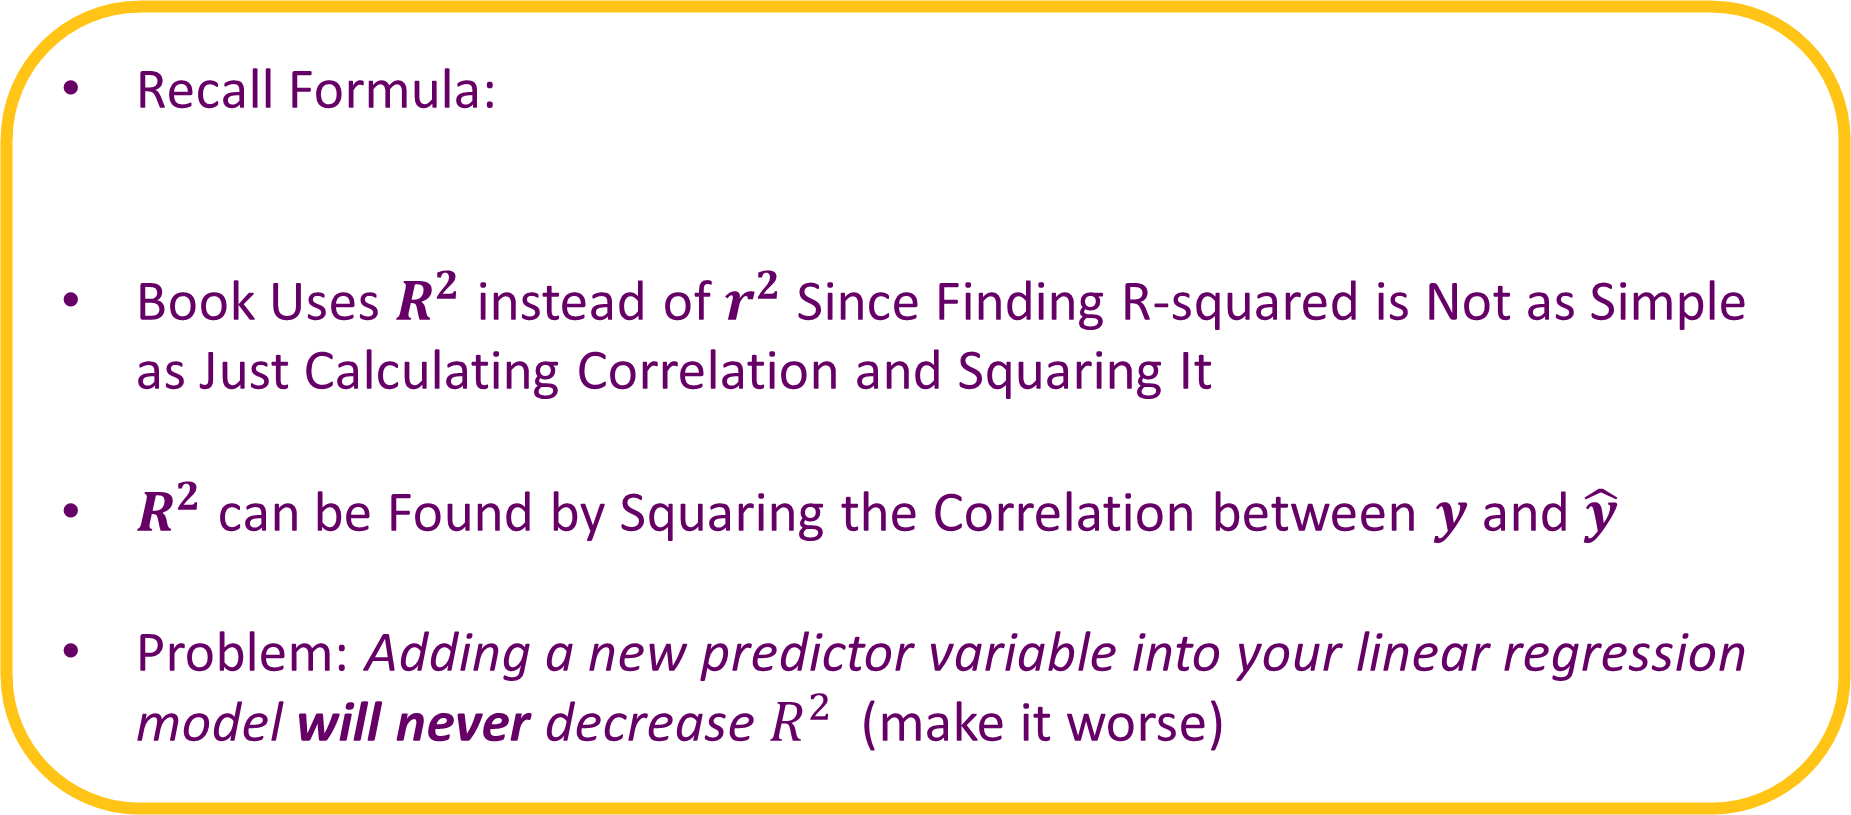 • Recall Formula:
• Book Uses R² instead of r² Since Finding R-squared is Not as Simple
as Just Calculating Correlation and Squaring It
• R² can be Found by Squaring the Correlation between y and ŷ
• Problem: Adding a new predictor variable into your linear regression
model will never decrease R² (make it worse)